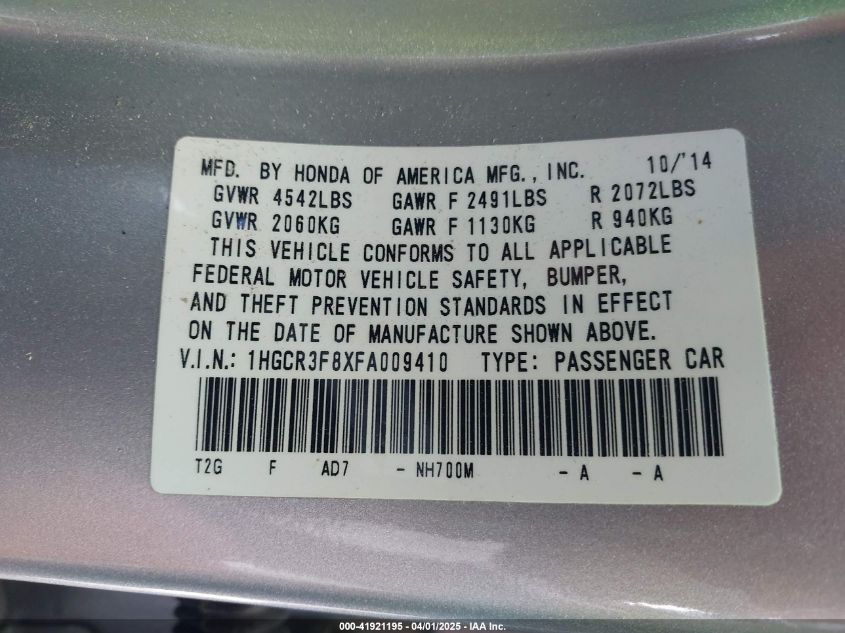 MFD. BY HONDA OF AMERICA MFG., INC. 10/'14
GVWR 4542LBS GAWR F 2491LBS R 2072LBS
GVWR 2060KG GAWR F 1130KG R 940KG
THIS VEHICLE CONFORMS TO ALL APPLICABLE
FEDERAL MOTOR VEHICLE SAFETY, BUMPER,
AND THEFT PREVENTION STANDARDS IN EFFECT
ON THE DATE OF MANUFACTURE SHOWN ABOVE.
V.I.N.: 1HGCR3F8XFA009410 TYPE: PASSENGER CAR
T2G F AD7 - NH700M - A - A
000-41921195 - 04/01/2025 - IAA Inc.